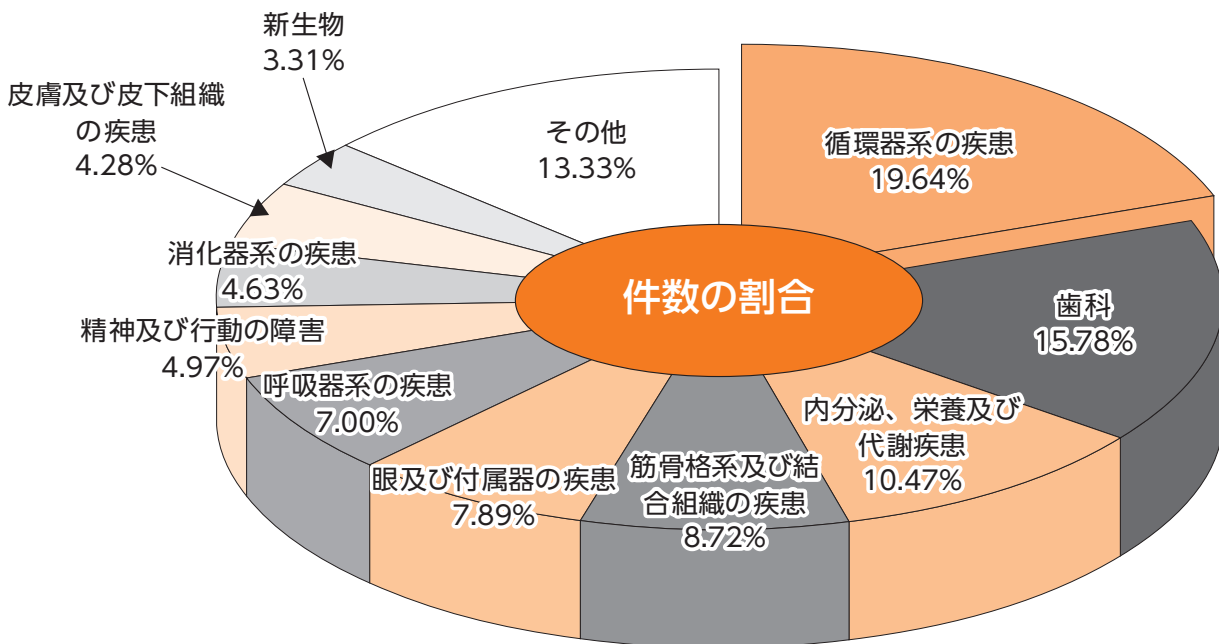 新生物
3.31%
皮膚及び皮下組織
の疾患
4.28%
その他
13.33%
循環器系の疾患
19.64%
消化器系の疾患
4.63%
件数の割合
歯科
15.78%
精神及び行動の障害
4.97%
呼吸器系の疾患
7.00%
内分泌、栄養及び
代謝疾患
10.47%
筋骨格系及び結
合組織の疾患
8.72%
眼及び付属器の疾患
7.89%